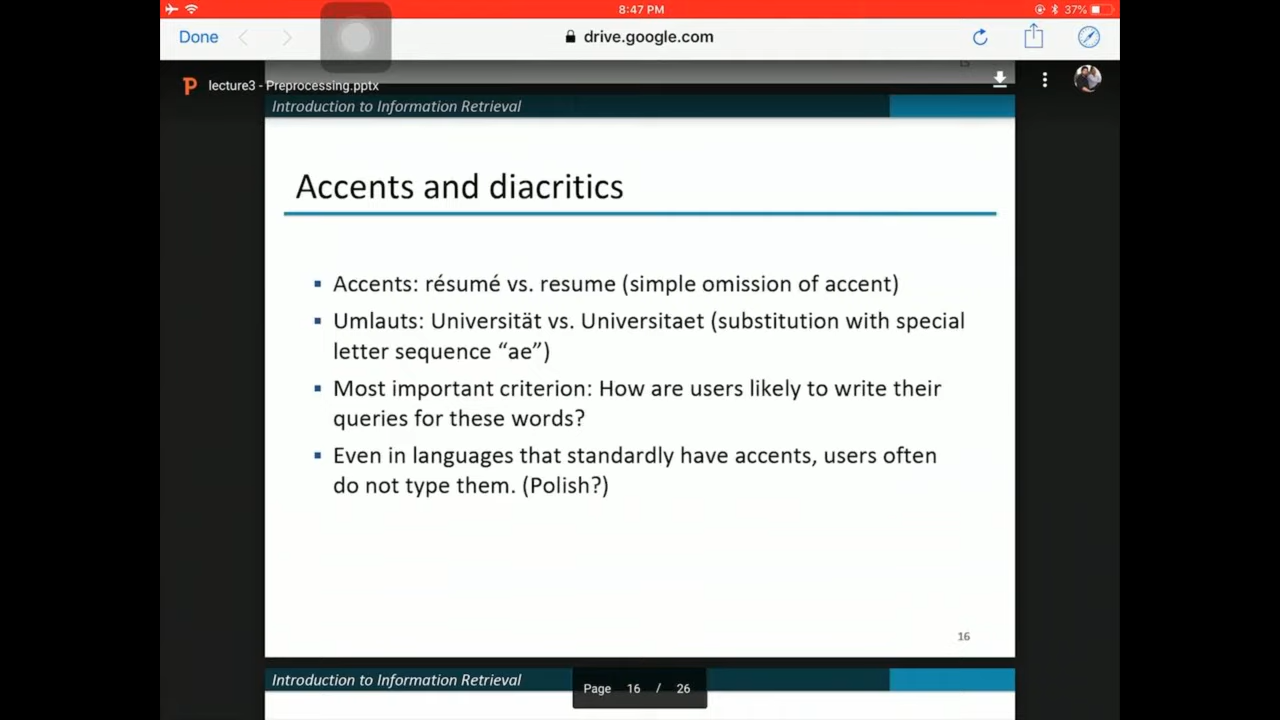 8:47 PM
37%
Done
drive.google.com
lecture3 - Preprocessing.pptx
Introduction to Information Retrieval
Accents and diacritics
Accents: résumé vs. resume (simple omission of accent)
Umlauts: Universität vs. Universitaet (substitution with special
letter sequence “ae”)
Most important criterion: How are users likely to write their
queries for these words?
Even in languages that standardly have accents, users often
do not type them. (Polish?)
16
Introduction to Information Retrieval
Page 16 / 26